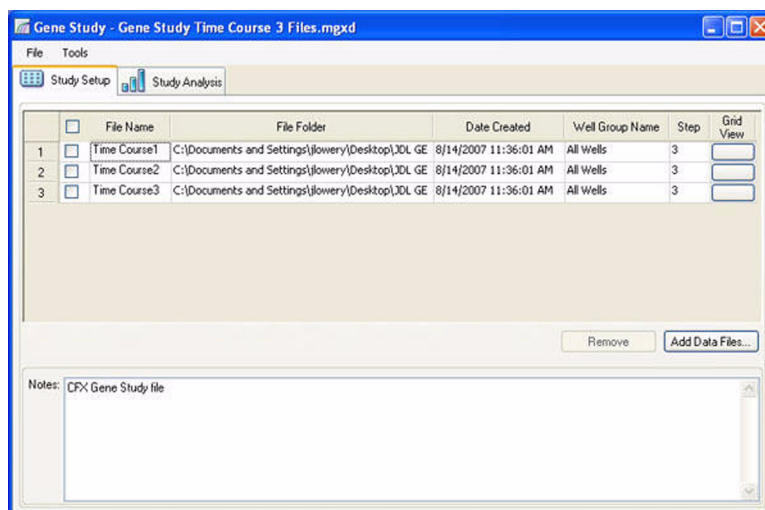 Gene Study - Gene Study Time Course 3 Files.mgxd
File Tools
Study Setup Study Analysis
File Name File Folder Date Created Well Group Name Step Grid View
1 Time Course1 C:\Documents and Settings\jlowery\Desktop\JDL GE 8/14/2007 11:36:01 AM All Wells 3
2 Time Course2 C:\Documents and Settings\jlowery\Desktop\JDL GE 8/14/2007 11:36:01 AM All Wells 3
3 Time Course3 C:\Documents and Settings\jlowery\Desktop\JDL GE 8/14/2007 11:36:01 AM All Wells 3
Remove Add Data Files...
Notes: CFX Gene Study file